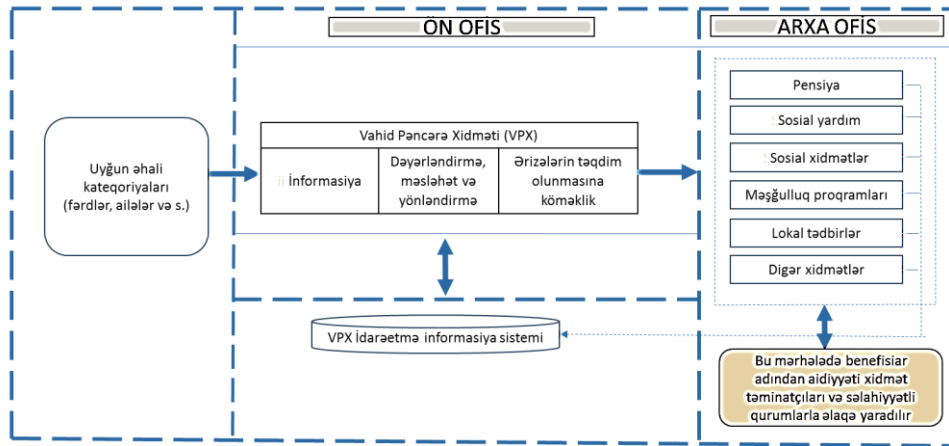 ÖN OFİS
ARXA OFİS
Uyğun əhali
kateqoriyaları
(fərdlər, ailələr və s.)
Vahid Pəncərə Xidməti (VPX)
İnformasiya
Dəyərləndirmə,
məsləhət və
yönləndirmə
Ərizələrin təqdim
olunmasına
köməklik
Pensiya
Sosial yardım
Sosial xidmətlər
Məşğulluq proqramları
Lokal tədbirlər
Digər xidmətlər
VPX İdarəetmə informasiya sistemi
Bu mərhələdə benefisiar
adından aidiyyəti xidmət
təminatçıları və səlahiyyətli
qurumlarla əlaqə yaradılır